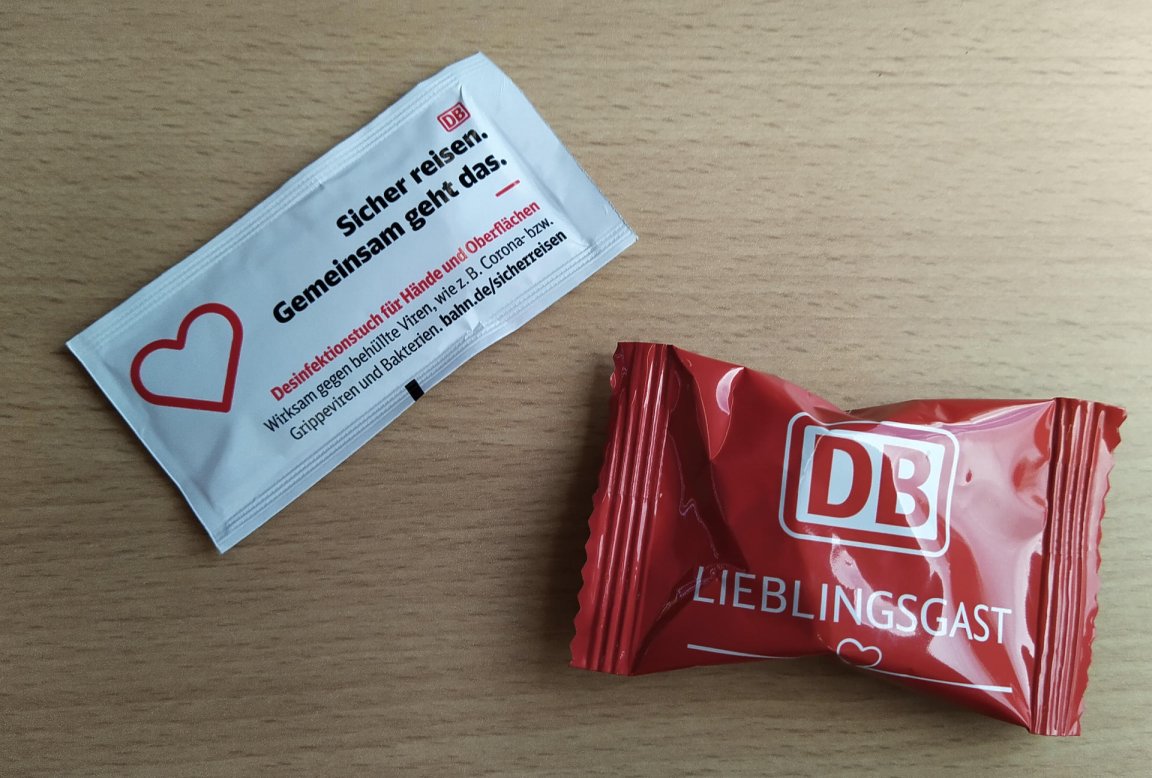 DB
Sicher reisen.
Gemeinsam geht das.
Desinfektionstuch für Hände und Oberflächen
Wirksam gegen behüllte Viren, wie z. B. Corona- bzw.
Grippeviren und Bakterien. bahn.de/sicherreisen
DB
LIEBLINGSGAST